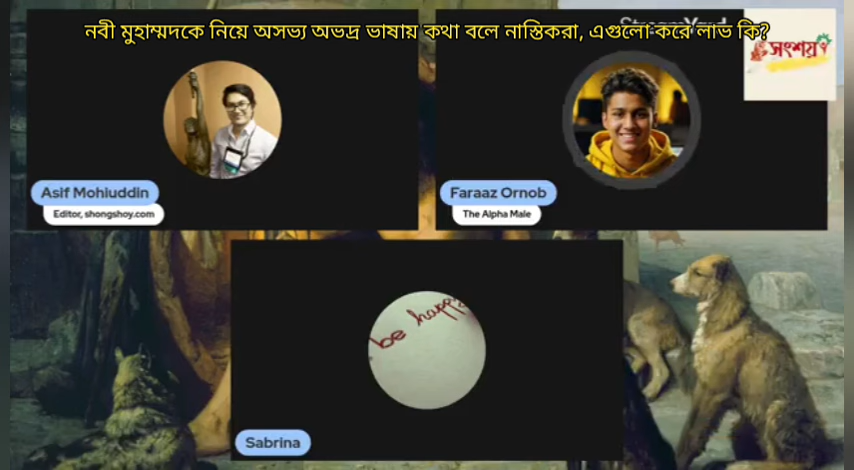 নবী মুহাম্মদকে নিয়ে অসভ্য অভদ্র ভাষায় কথা বলে নাস্তিকরা, এগুলো করে লাভ কি?
StreamYard
সংশয়
Asif Mohiuddin
Editor, shongshoy.com
Faraaz Ornob
The Alpha Male
be happy
Sabrina